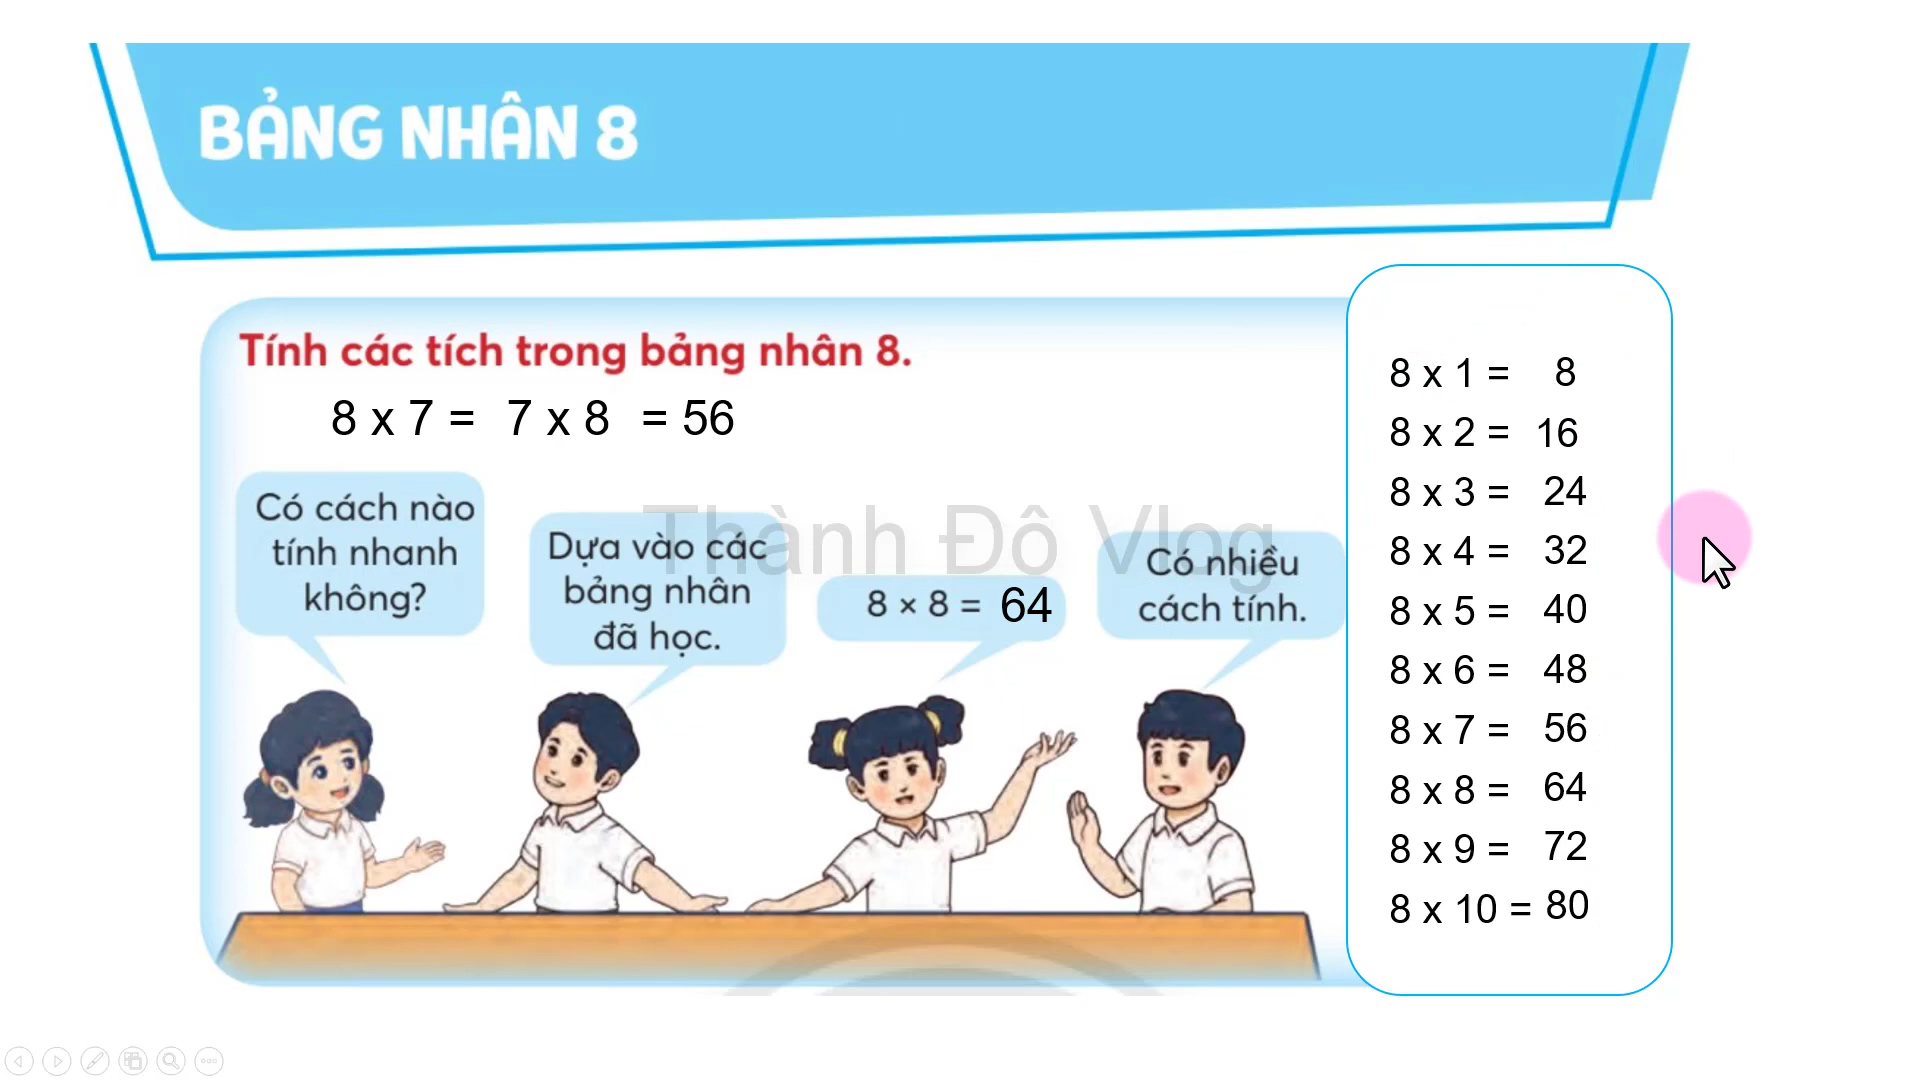 BẢNG NHÂN 8
Tính các tích trong bảng nhân 8.
8 x 7 = 7 x 8 = 56
Có cách nào
tính nhanh
không?
Dựa vào các
bảng nhân
đã học.
8 × 8 = 64
Có nhiều
cách tính.
Thành Đô Vlog
8 x 1 = 8
8 x 2 = 16
8 x 3 = 24
8 x 4 = 32
8 x 5 = 40
8 x 6 = 48
8 x 7 = 56
8 x 8 = 64
8 x 9 = 72
8 x 10 = 80